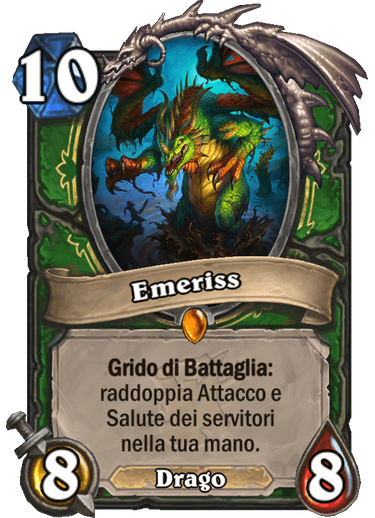 10
Emeriss
Grido di Battaglia:
raddoppia Attacco e
Salute dei servitori
nella tua mano.
8
Drago
8